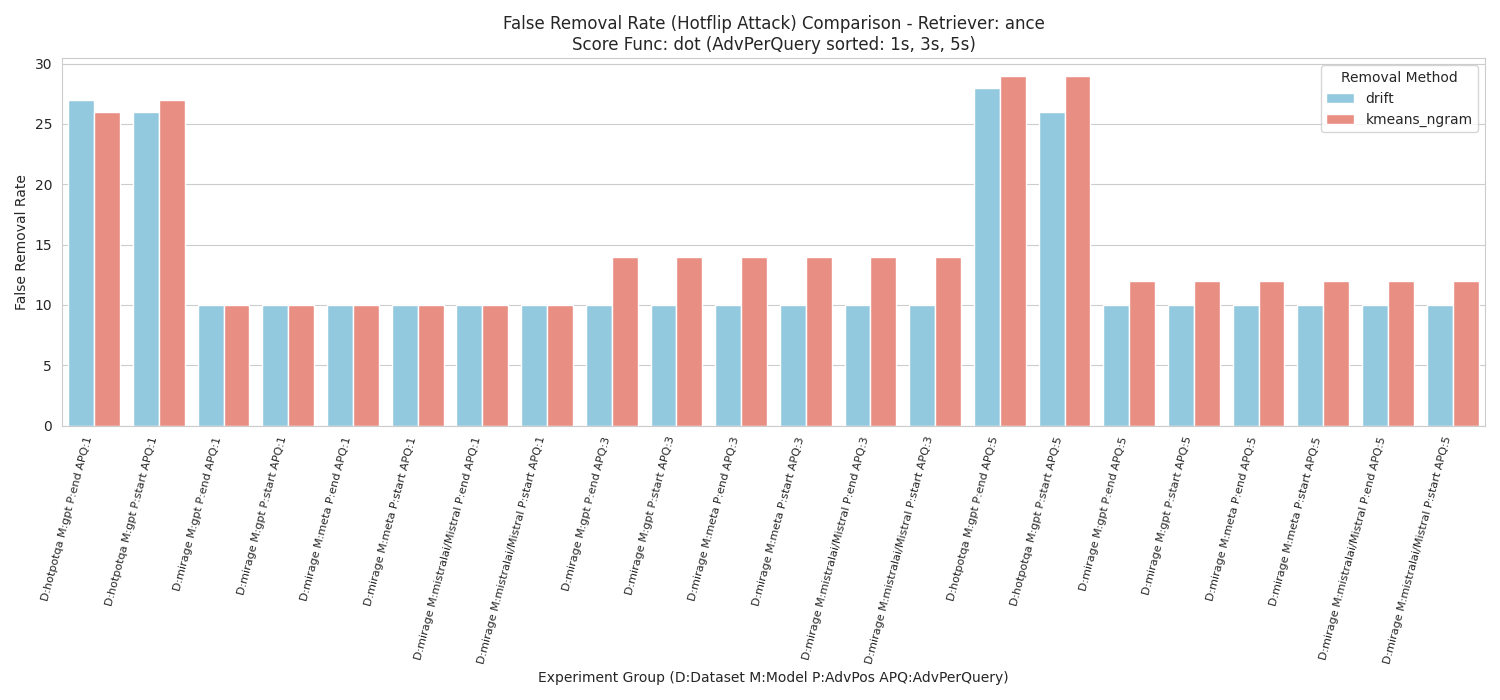 False Removal Rate (Hotflip Attack) Comparison - Retriever: ance
Score Func: dot (AdvPerQuery sorted: 1s, 3s, 5s)
Removal Method
drift
kmeans_ngram
False Removal Rate
30
25
20
15
10
5
0
D:hotpotqa M:gpt P:end APQ:1
D:hotpotqa M:gpt P:start APQ:1
D:mirage M:gpt P:end APQ:1
D:mirage M:gpt P:start APQ:1
D:mirage M:meta P:end APQ:1
D:mirage M:meta P:start APQ:1
D:mirage M:mistralai/Mistral P:end APQ:1
D:mirage M:mistralai/Mistral P:start APQ:1
D:mirage M:gpt P:end APQ:3
D:mirage M:gpt P:start APQ:3
D:mirage M:meta P:end APQ:3
D:mirage M:meta P:start APQ:3
D:mirage M:mistralai/Mistral P:end APQ:3
D:mirage M:mistralai/Mistral P:start APQ:3
D:hotpotqa M:gpt P:end APQ:5
D:hotpotqa M:gpt P:start APQ:5
D:mirage M:gpt P:end APQ:5
D:mirage M:gpt P:start APQ:5
D:mirage M:meta P:end APQ:5
D:mirage M:meta P:start APQ:5
D:mirage M:mistralai/Mistral P:end APQ:5
D:mirage M:mistralai/Mistral P:start APQ:5
Experiment Group (D:Dataset M:Model P:AdvPos APQ:AdvPerQuery)